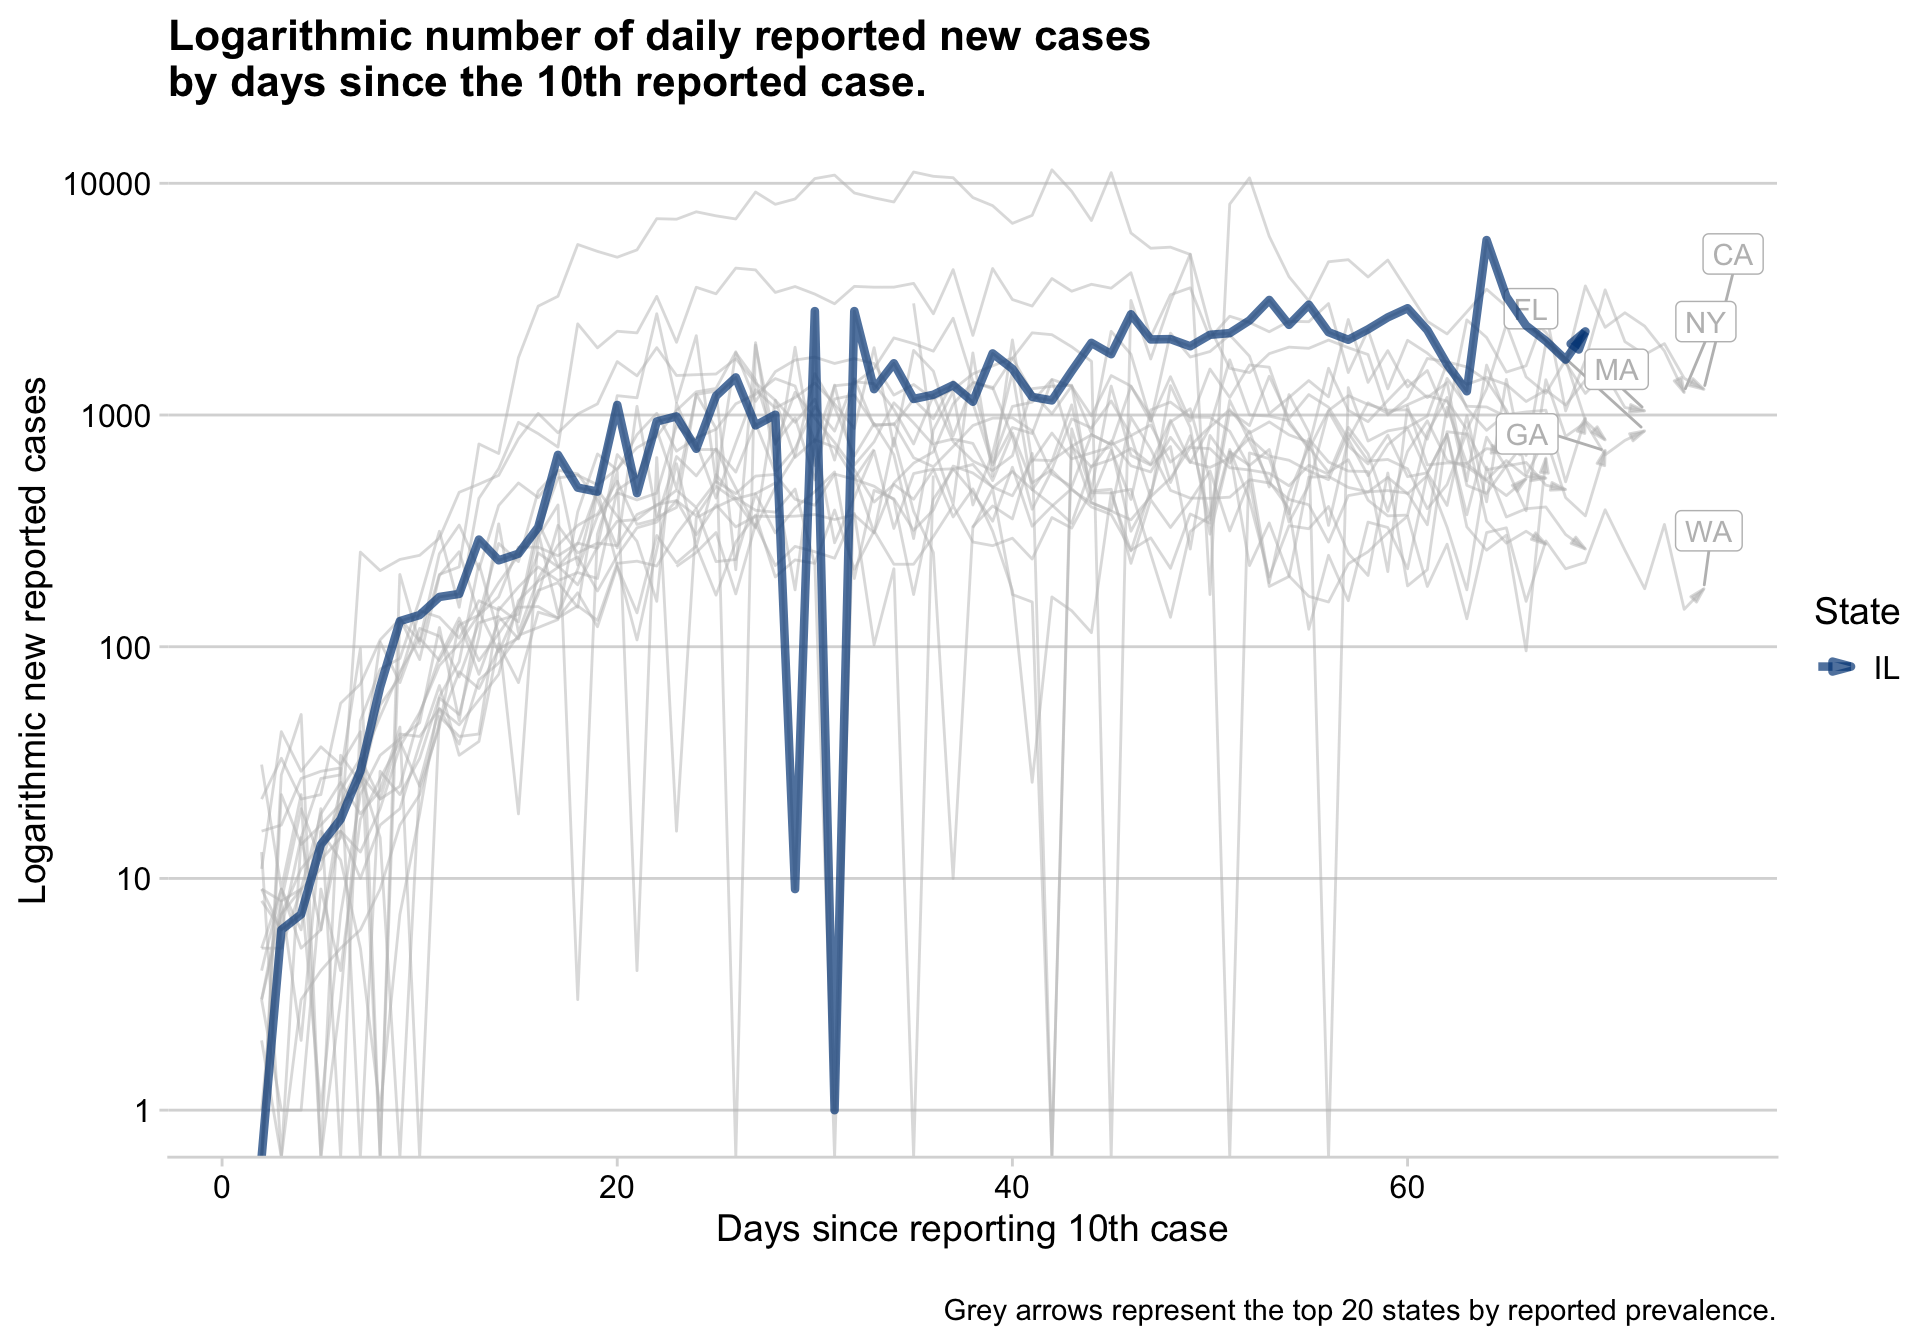 Logarithmic number of daily reported new cases
by days since the 10th reported case.
Logarithmic new reported cases
10000
1000
100
10
1
CA
FL
NY
MA
GA
WA
State
IL
0
20
40
60
Days since reporting 10th case
Grey arrows represent the top 20 states by reported prevalence.